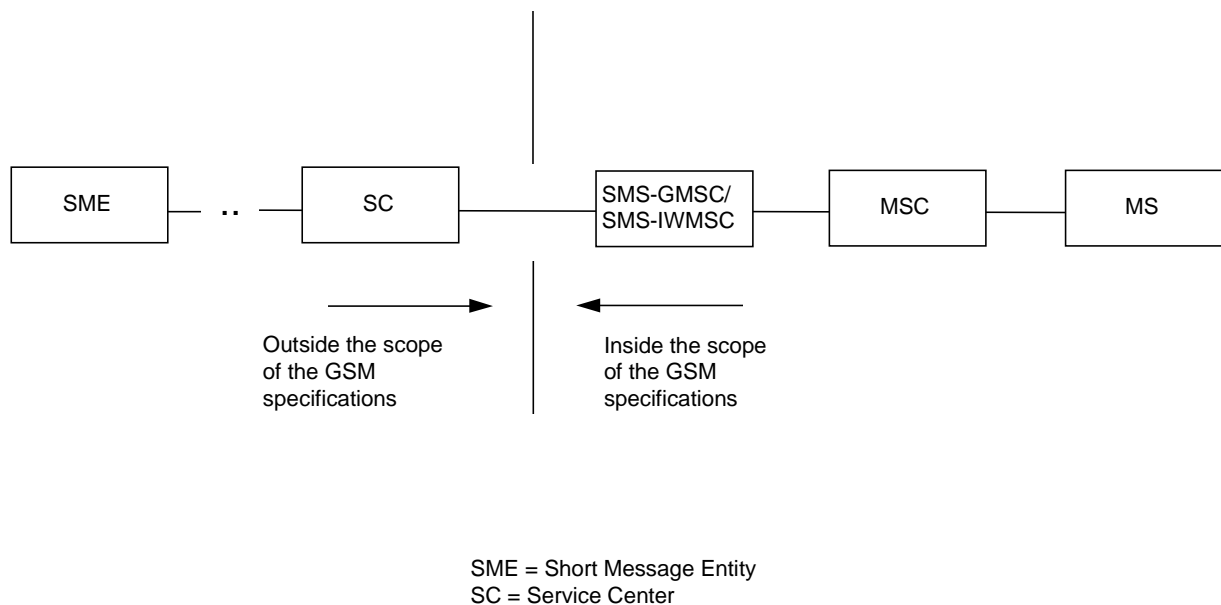 SME
..
SC
SMS-GMSC/
SMS-IWMSC
MSC
MS
Outside the scope
of the GSM
specifications
Inside the scope
of the GSM
specifications
SME = Short Message Entity
SC = Service Center